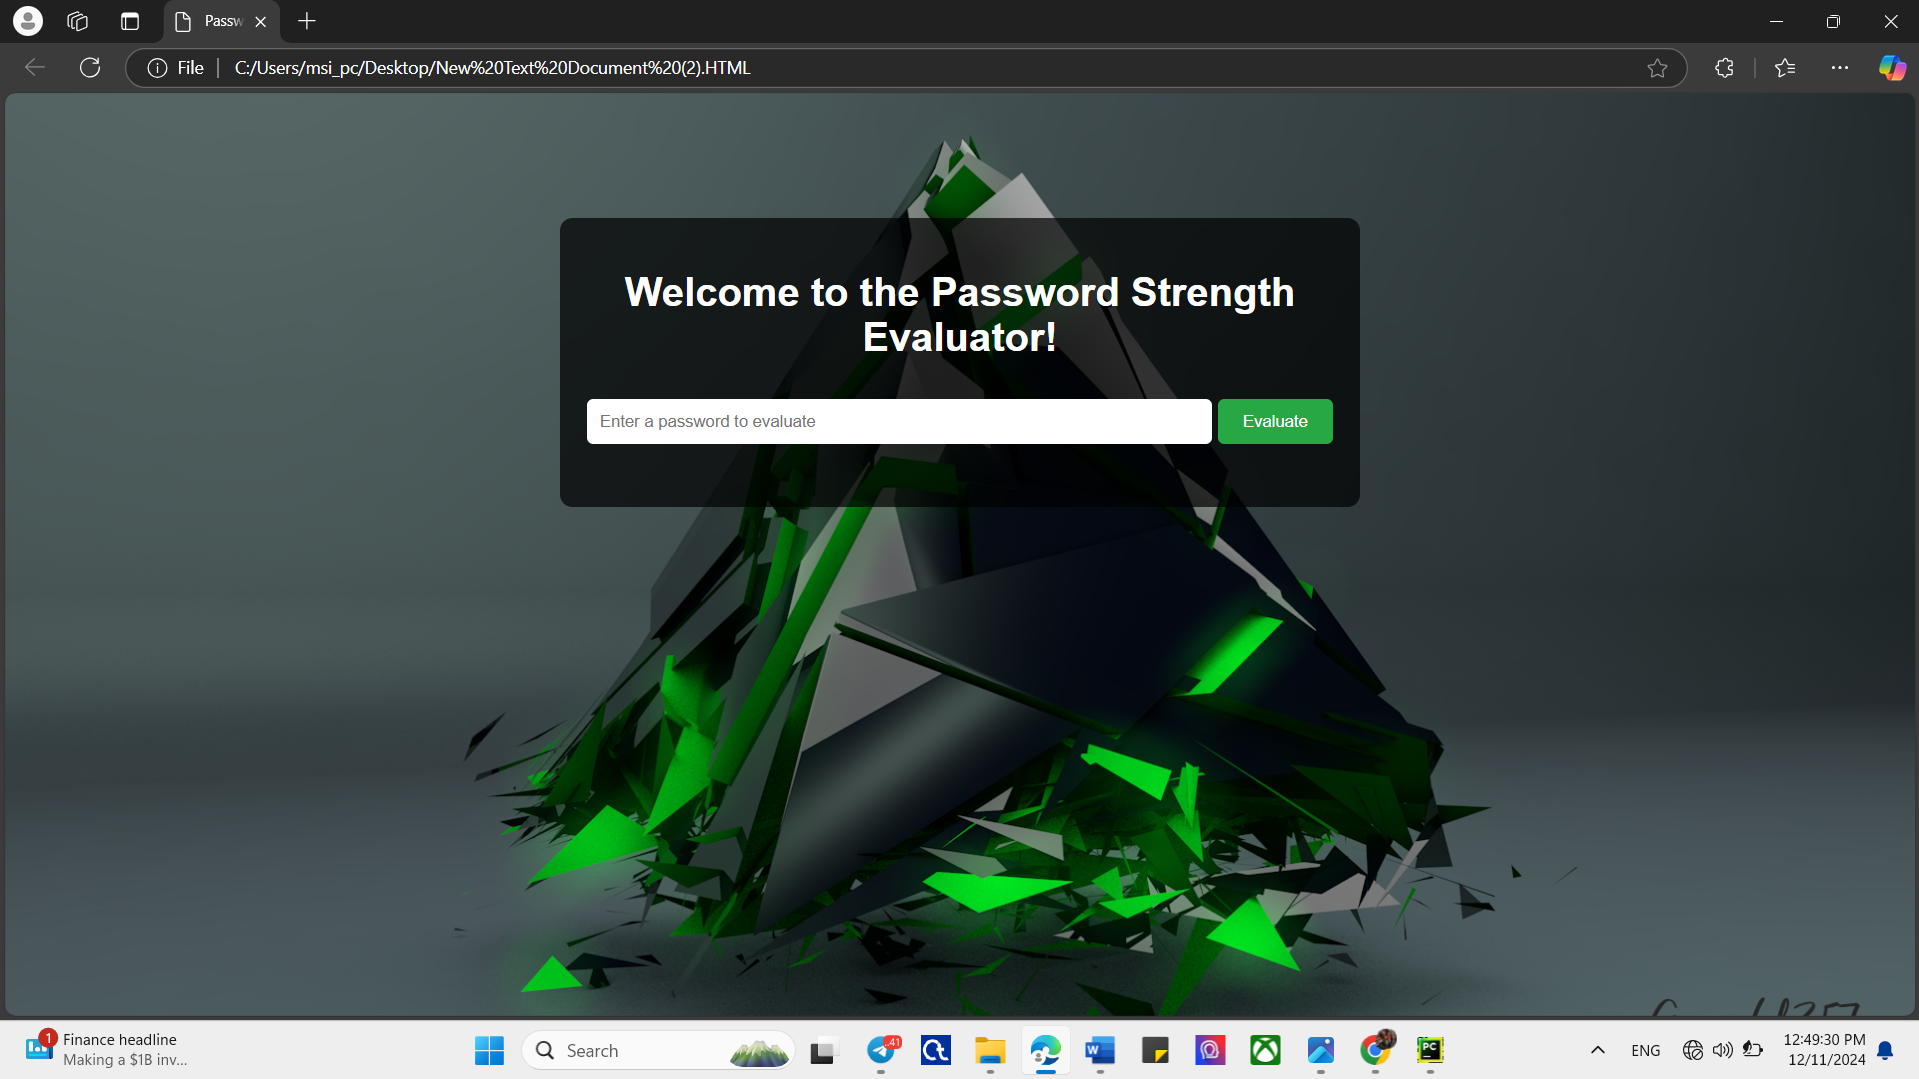 Passw
File
C:/Users/msi_pc/Desktop/New%20Text%20Document%20(2).HTML
Welcome to the Password Strength
Evaluator!
Enter a password to evaluate
Evaluate
1
Finance headline
Making a $1B inv...
Search
..41
W
PC
ENG
12:49:30 PM
12/11/2024